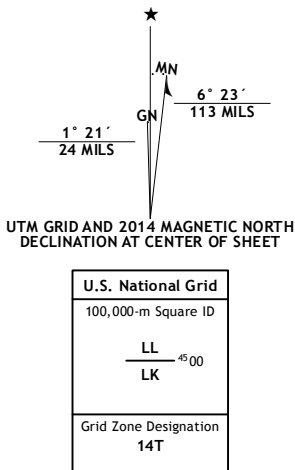 ★
MN
GN
6° 23´
113 MILS
1° 21´
24 MILS
UTM GRID AND 2014 MAGNETIC NORTH
DECLINATION AT CENTER OF SHEET
U.S. National Grid
100,000-m Square ID
LL
4500
LK
Grid Zone Designation
14T